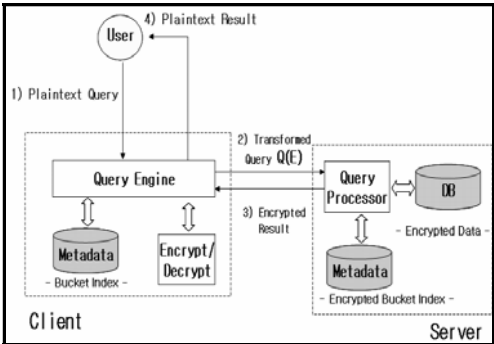 4) Plaintext Result
User
1) Plaintext Query
2) Transformed
Query Q(E)
Query Engine
Query
Processor
DB
3) Encrypted
Result
- Encrypted Data -
Metadata
Encrypt/
Decrypt
- Bucket Index -
Metadata
- Encrypted Bucket Index -
Client
Server